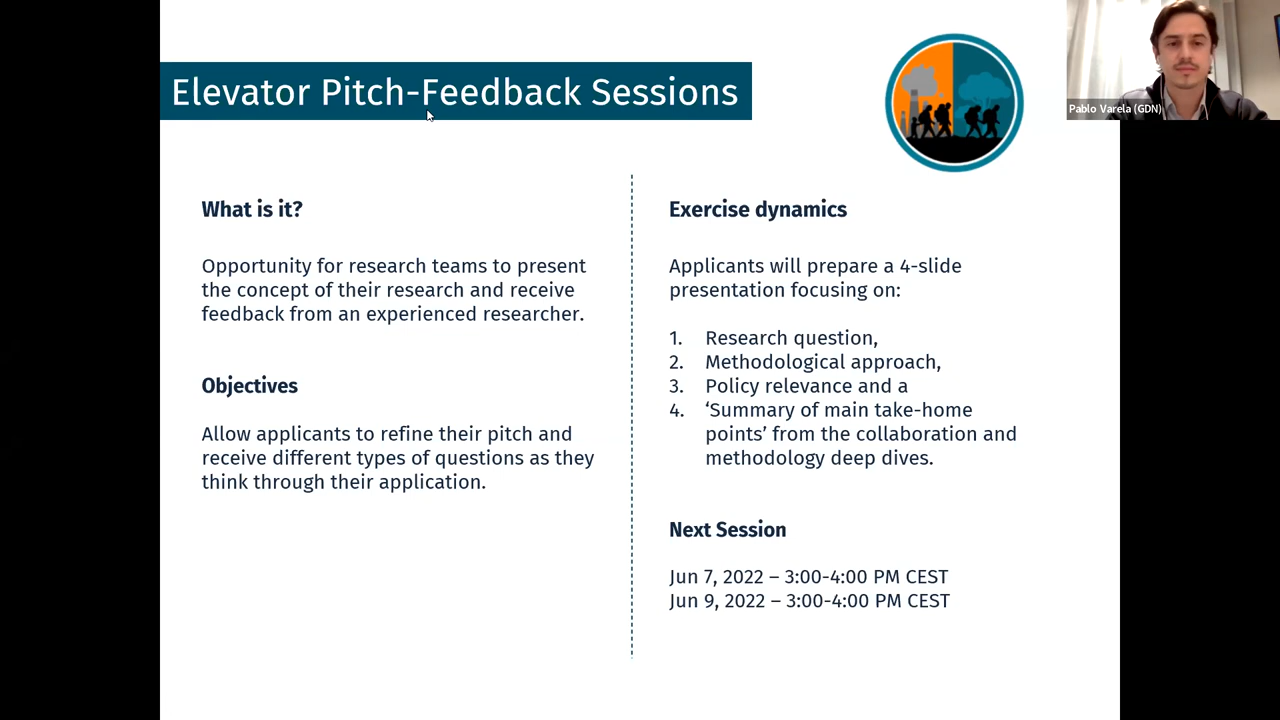 Elevator Pitch-Feedback Sessions
Pablo Varela (GDN)
What is it?
Opportunity for research teams to present
the concept of their research and receive
feedback from an experienced researcher.
Objectives
Allow applicants to refine their pitch and
receive different types of questions as they
think through their application.
Exercise dynamics
Applicants will prepare a 4-slide
presentation focusing on:
1. Research question,
2. Methodological approach,
3. Policy relevance and a
4. ‘Summary of main take-home
points’ from the collaboration and
methodology deep dives.
Next Session
Jun 7, 2022 – 3:00-4:00 PM CEST
Jun 9, 2022 – 3:00-4:00 PM CEST